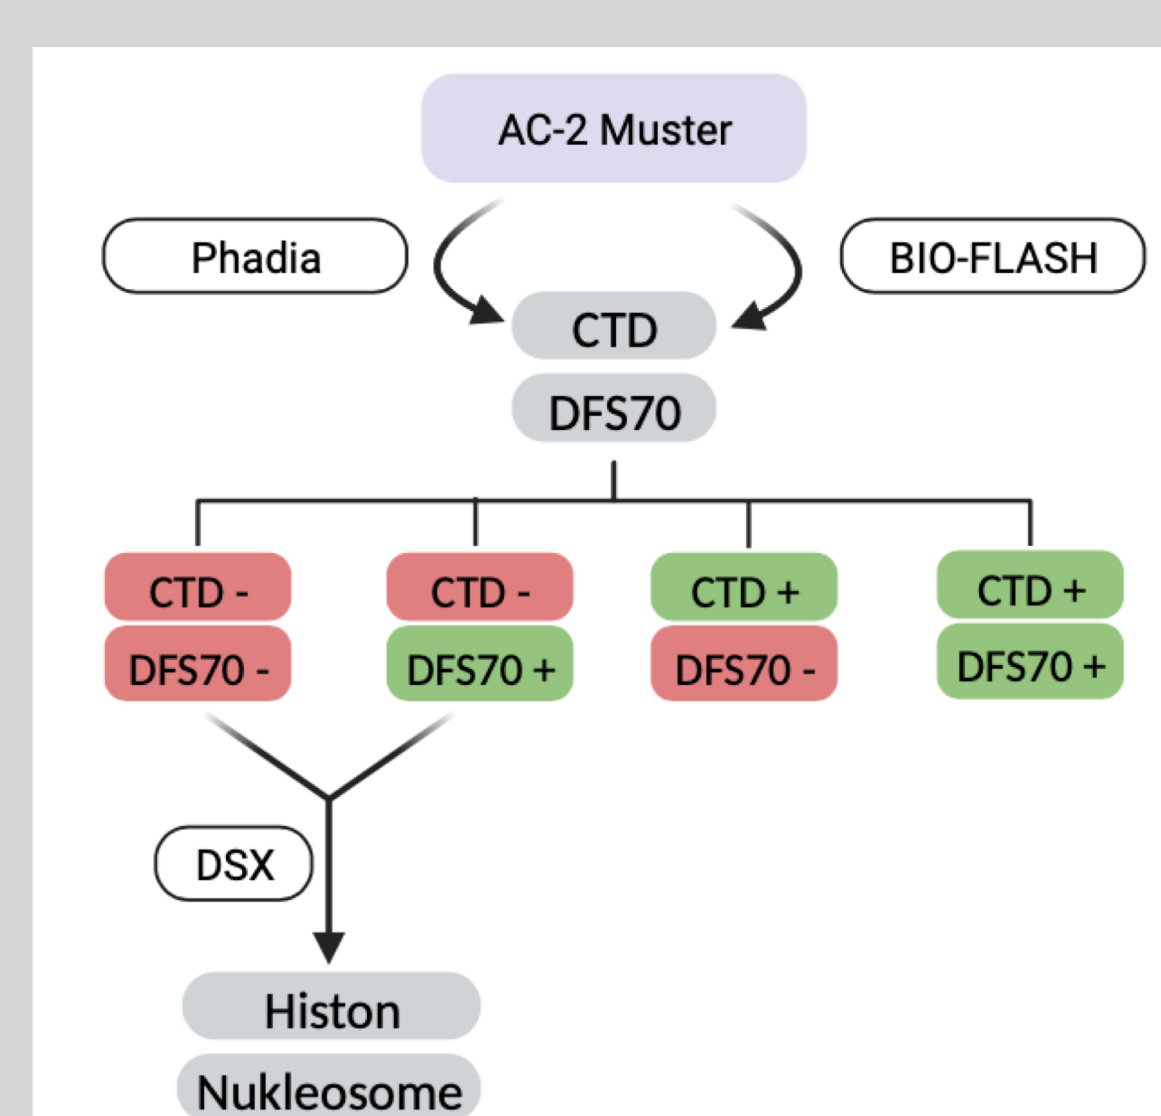 AC-2 Muster
Phadia
BIO-FLASH
CTD
DFS70
CTD -
CTD -
CTD +
CTD +
DFS70 -
DFS70 +
DFS70 -
DFS70 +
DSX
Histon
Nukleosome